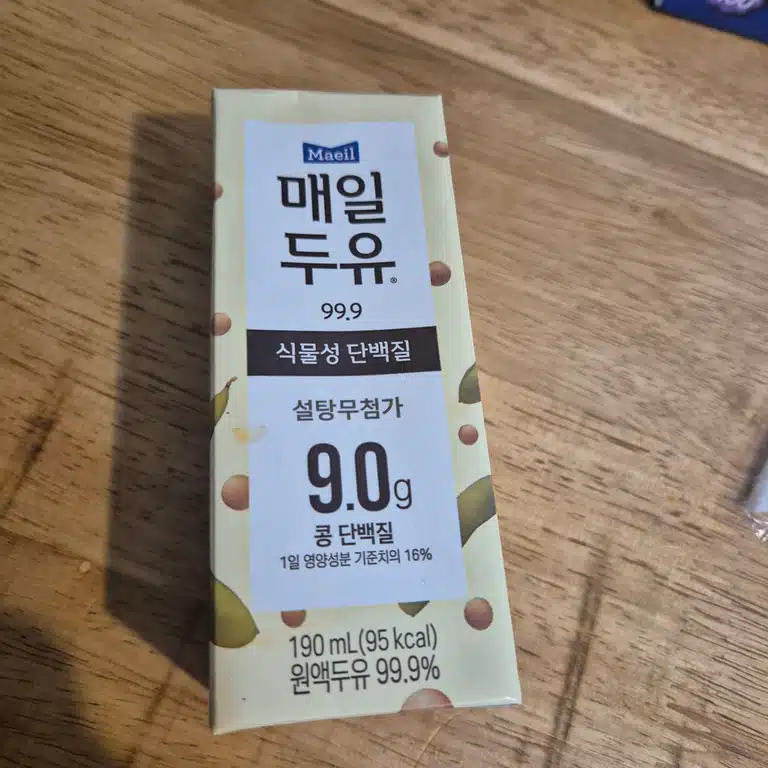 Maeil
매일
두유®
99.9
식물성 단백질
설탕무첨가
9.0g
콩 단백질
1일 영양성분 기준치의 16%
190 mL(95 kcal)
원액두유 99.9%